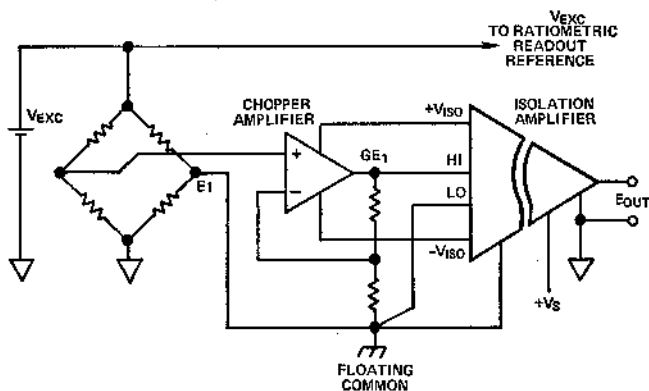 VEXC
TO RATIOMETRIC
READOUT
REFERENCE
VEXC
CHOPPER
AMPLIFIER
+VISO
ISOLATION
AMPLIFIER
GE1
HI
E1
LO
EOUT
-VISO
+VS
FLOATING
COMMON
+
−